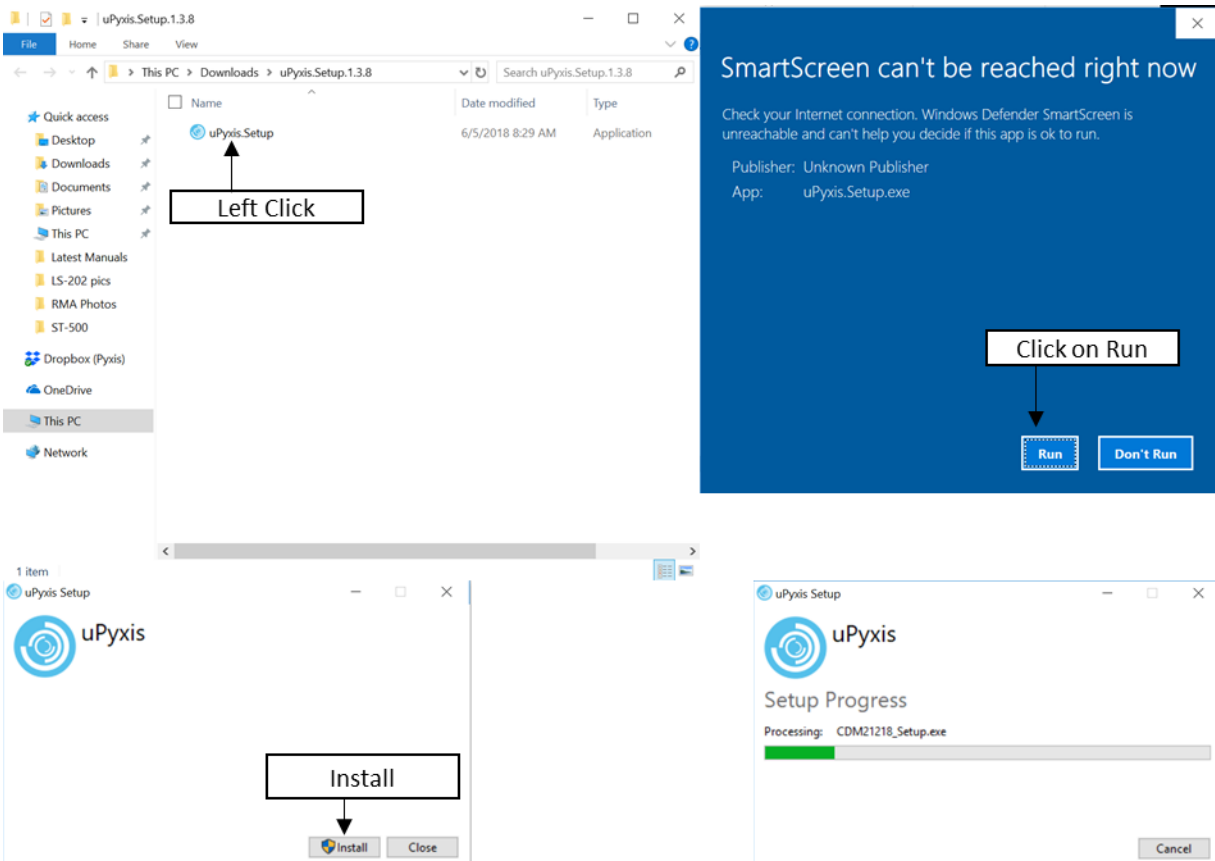 uPyxis.Setup.1.3.8
File Home Share View
This PC > Downloads > uPyxis.Setup.1.3.8
Search uPyxis.Setup.1.3.8
Name Date modified Type
uPyxis.Setup 6/5/2018 8:29 AM Application
Left Click
Quick access
Desktop
Downloads
Documents
Pictures
This PC
Latest Manuals
LS-202 pics
RMA Photos
ST-500
Dropbox (Pyxis)
OneDrive
This PC
Network
1 item
SmartScreen can't be reached right now
Check your Internet connection. Windows Defender SmartScreen is
unreachable and can't help you decide if this app is ok to run.
Publisher: Unknown Publisher
App: uPyxis.Setup.exe
Click on Run
Run Don't Run
uPyxis Setup
uPyxis
Install
Install Close
uPyxis Setup
uPyxis
Setup Progress
Processing: CDM21218_Setup.exe
Cancel